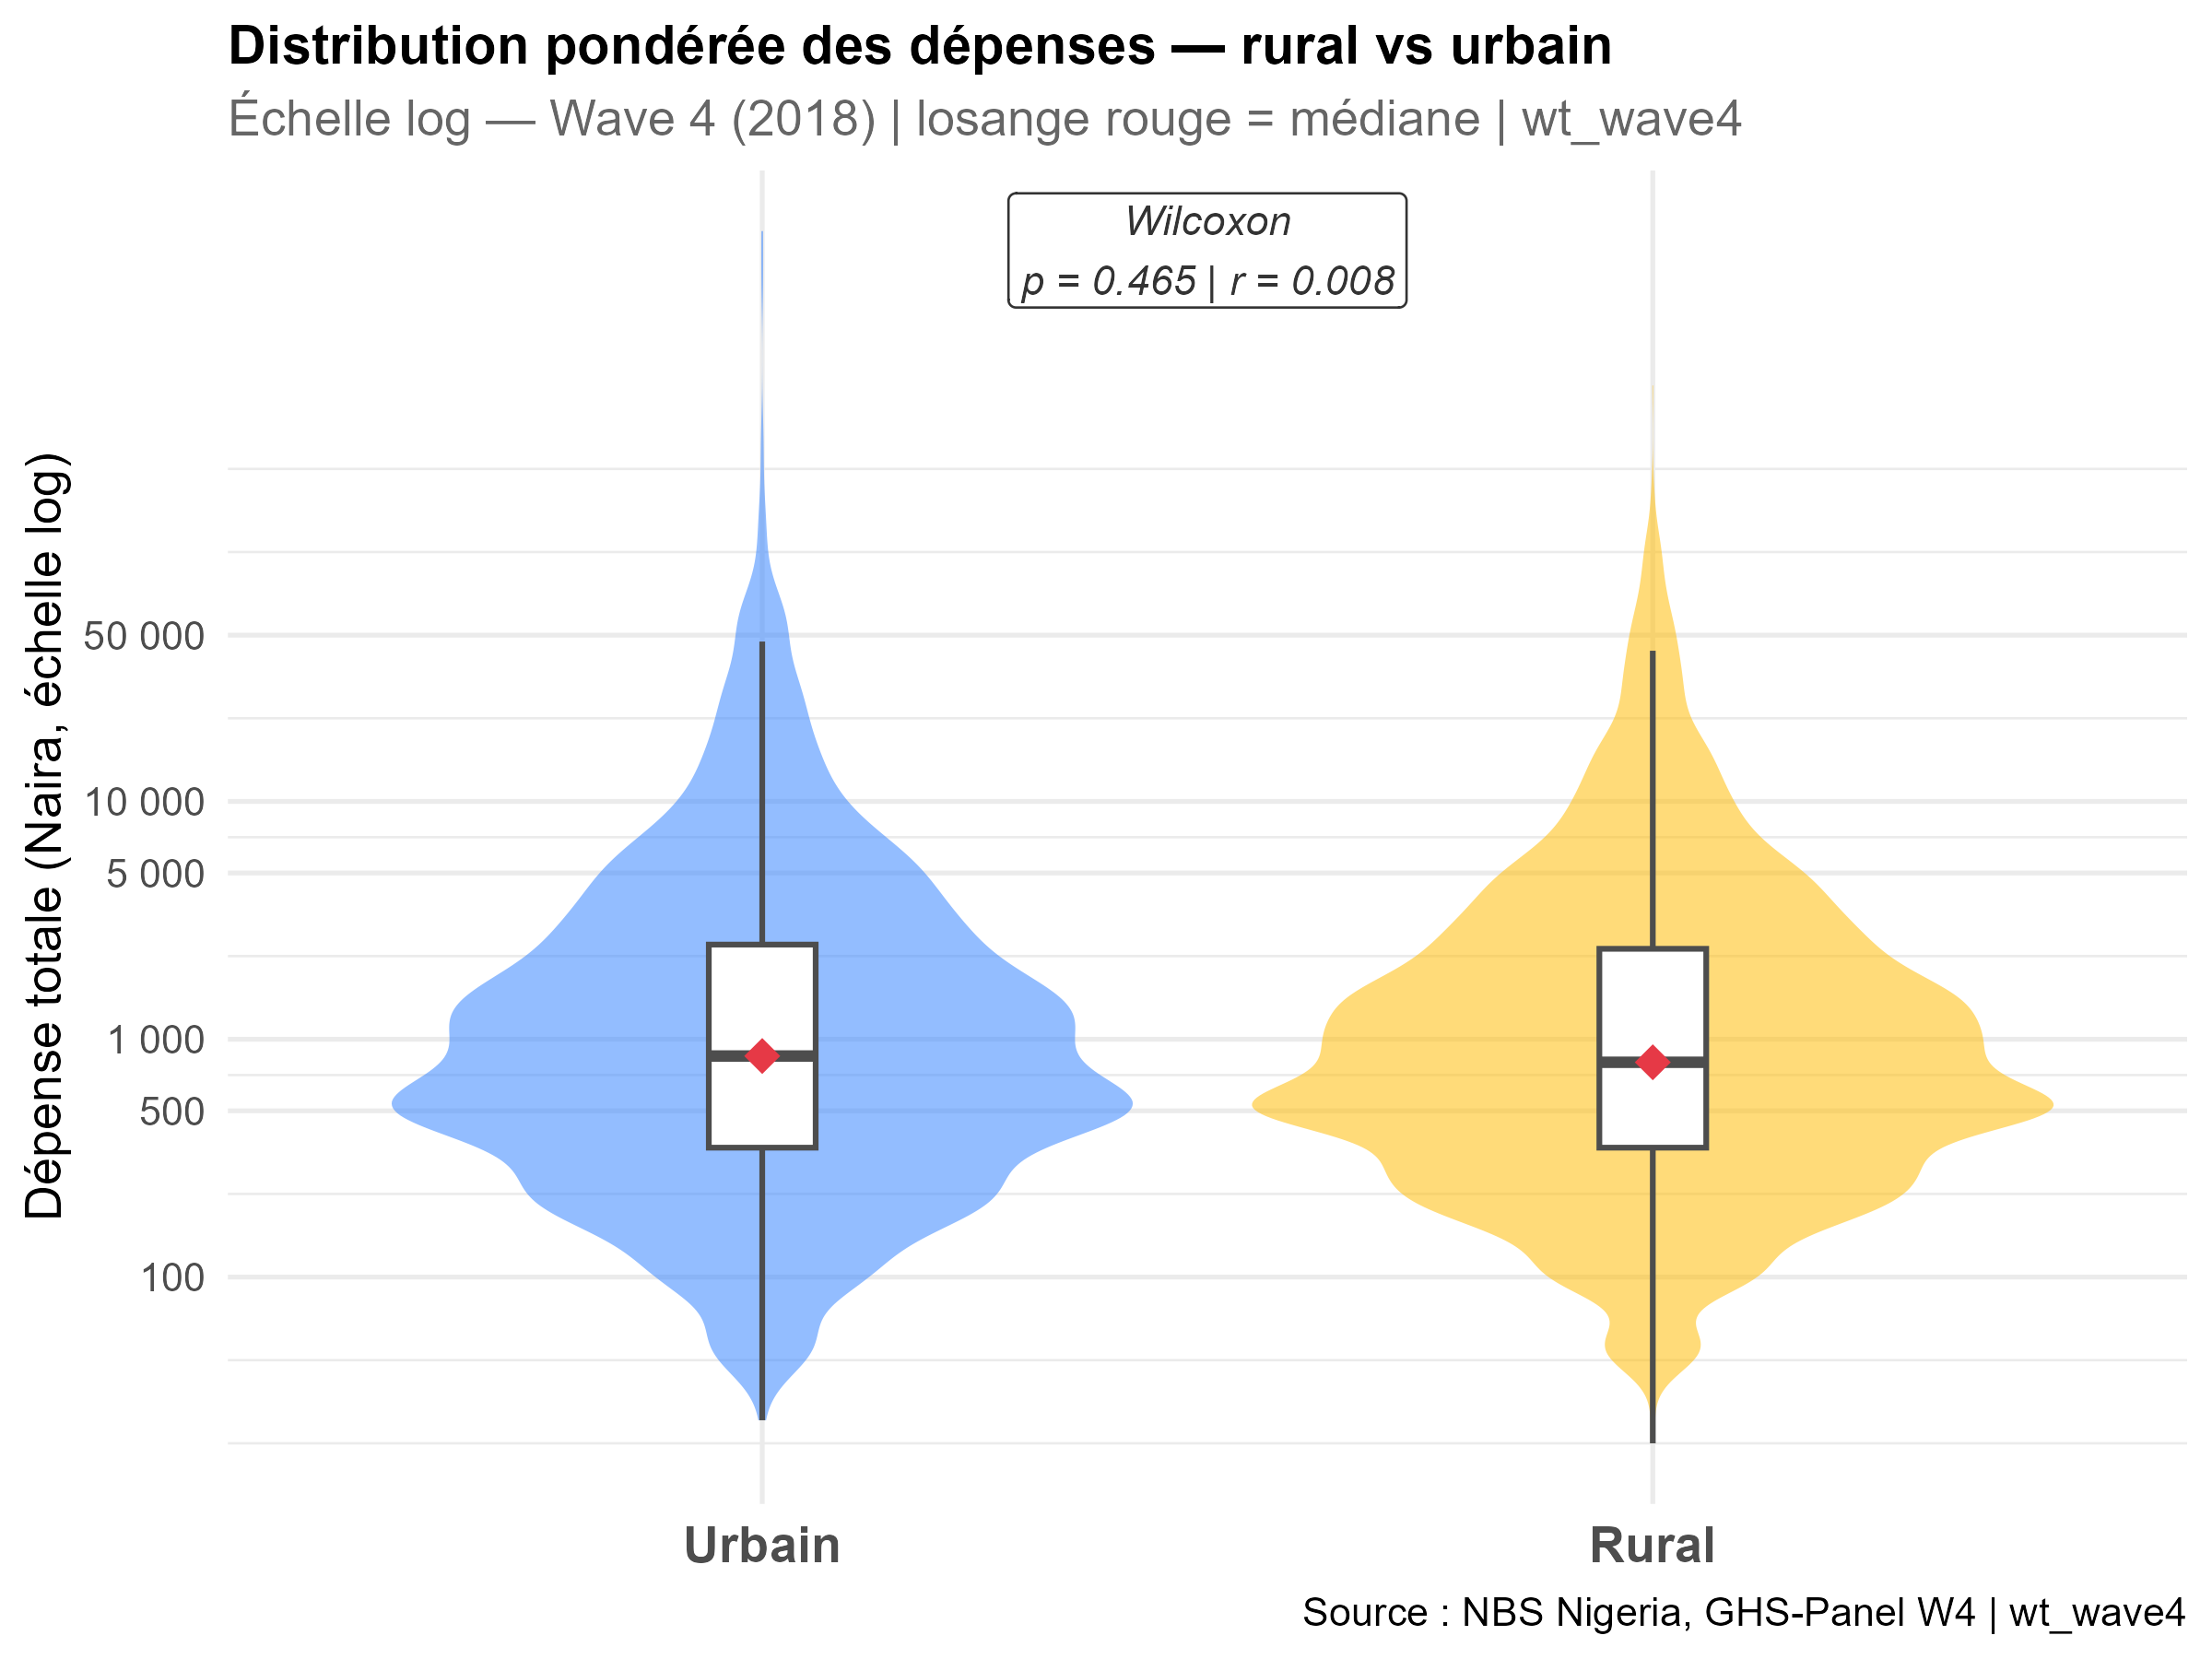 Distribution pondérée des dépenses — rural vs urbain
Échelle log — Wave 4 (2018) | losange rouge = médiane | wt_wave4
Wilcoxon
p = 0.465 | r = 0.008
Dépense totale (Naira, échelle log)
50 000
10 000
5 000
1 000
500
100
Urbain
Rural
Source : NBS Nigeria, GHS-Panel W4 | wt_wave4